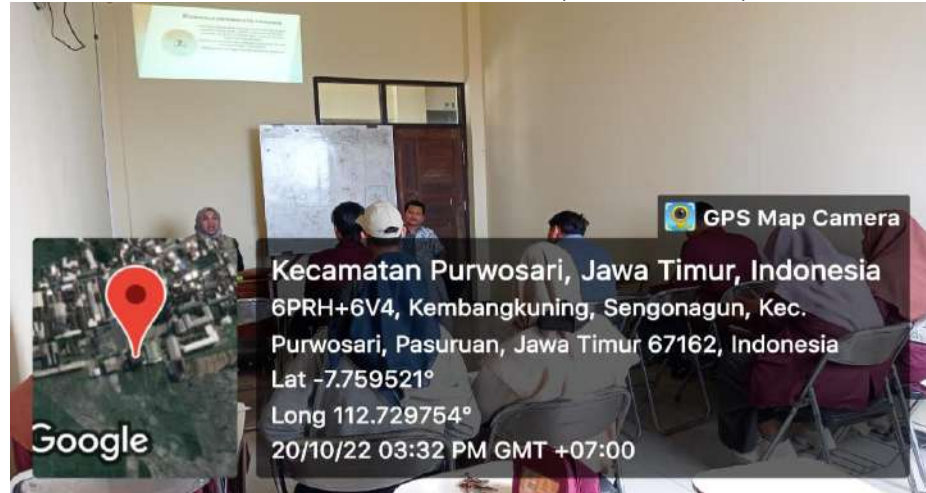 GPS Map Camera
Kecamatan Purwosari, Jawa Timur, Indonesia
6PRH+6V4, Kembangkuning, Sengonagun, Kec.
Purwosari, Pasuruan, Jawa Timur 67162, Indonesia
Lat -7.759521°
Long 112.729754°
20/10/22 03:32 PM GMT +07:00
Google